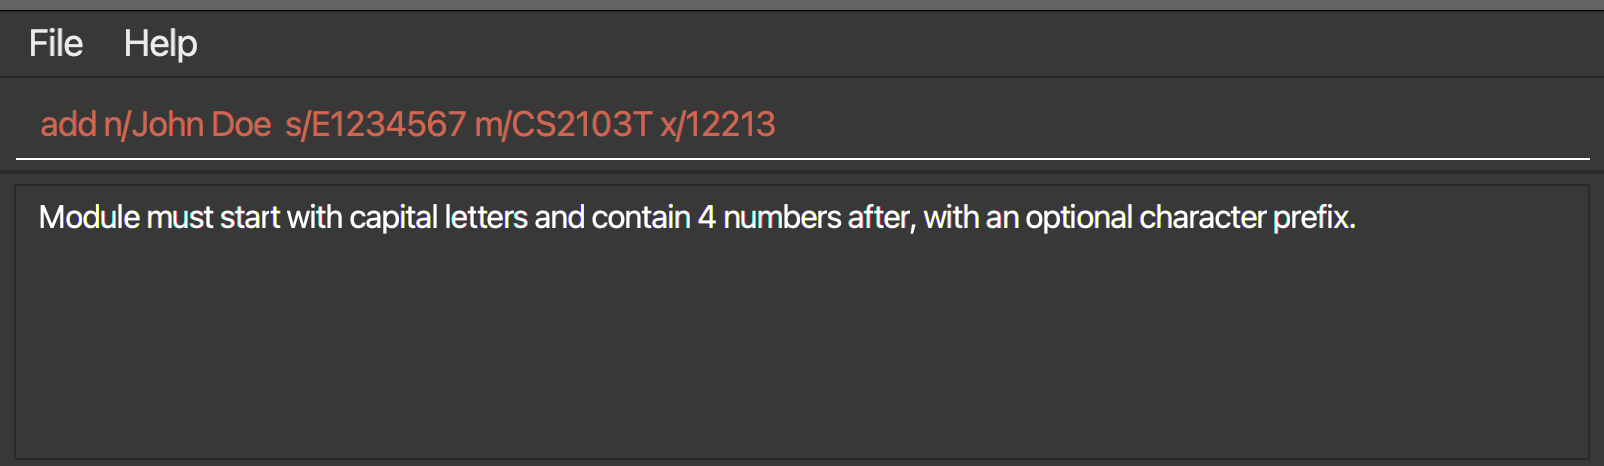 File Help
add n/John Doe  s/E1234567 m/CS2103T x/12213
Module must start with capital letters and contain 4 numbers after, with an optional character prefix.